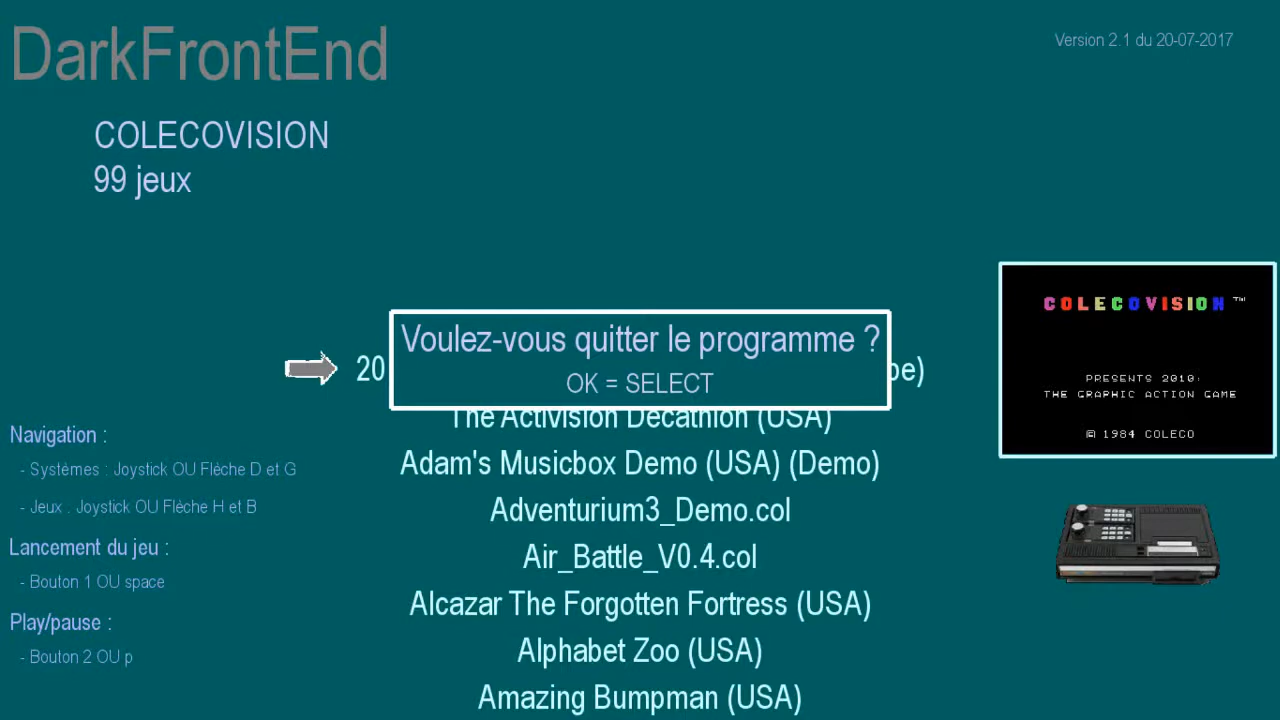 DarkFrontEnd
Version 2.1 du 20-07-2017
COLECOVISION
99 jeux
COLECOVISION ™
PRESENTS 2010:
THE GRAPHIC ACTION GAME
© 1984 COLECO
Voulez-vous quitter le programme ?
OK = SELECT
20
pe)
The Activision Decathlon (USA)
Adam's Musicbox Demo (USA) (Demo)
Adventurium3_Demo.col
Air_Battle_V0.4.col
Alcazar The Forgotten Fortress (USA)
Alphabet Zoo (USA)
Amazing Bumpman (USA)
Navigation :
- Systèmes : Joystick OU Flèche D et G
- Jeux : Joystick OU Flèche H et B
Lancement du jeu :
- Bouton 1 OU space
Play/pause :
- Bouton 2 OU p